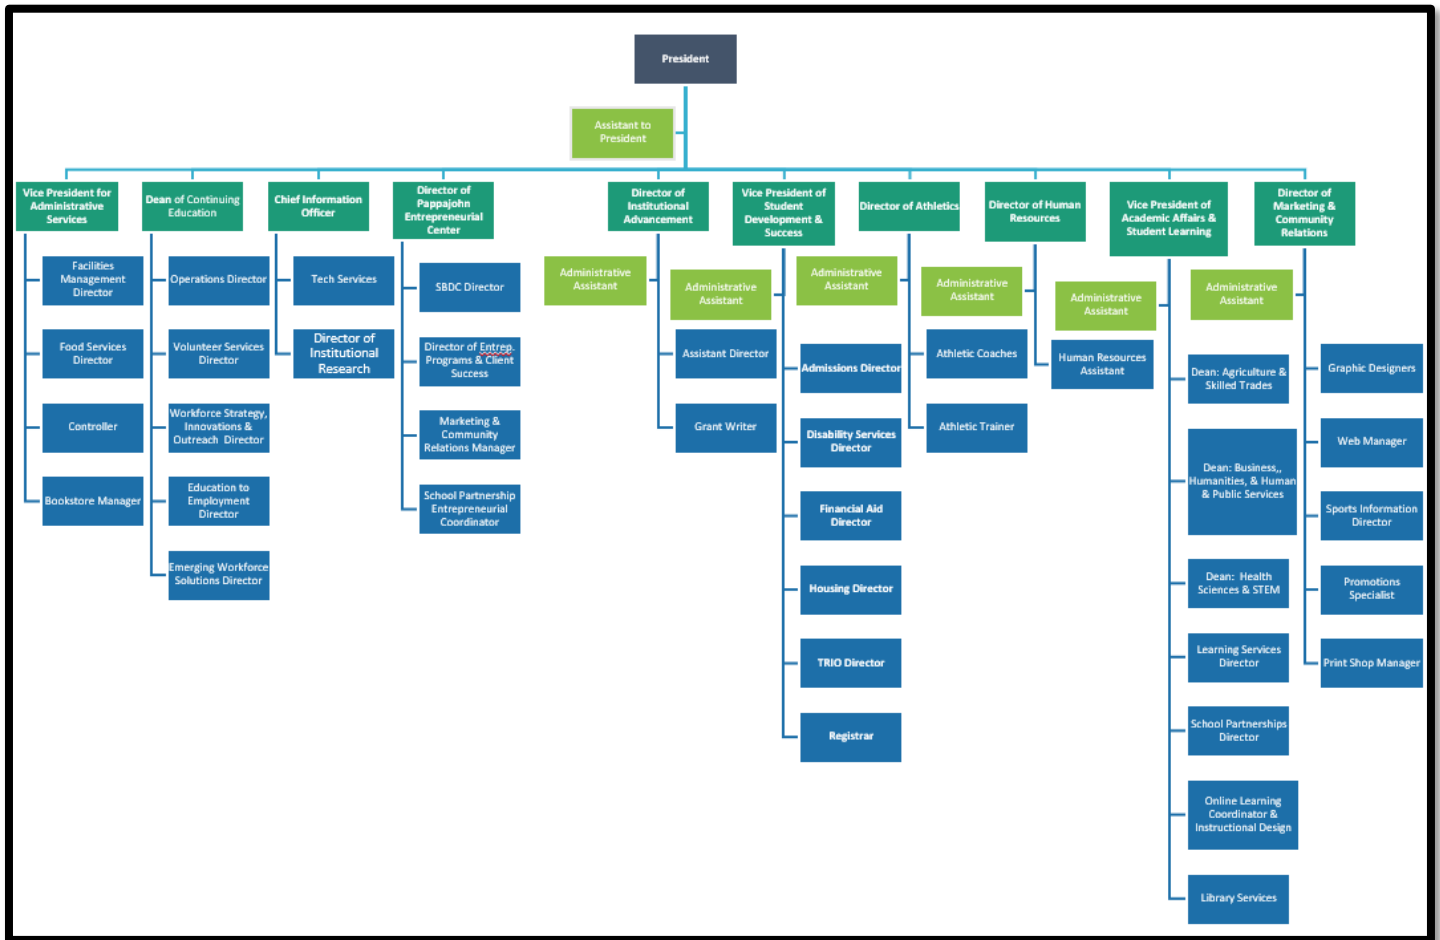 President
Assistant to
President
Vice President for
Administrative
Services
Dean of Continuing
Education
Chief Information
Officer
Director of
Pappajohn
Entrepreneurial
Center
Director of
Institutional
Advancement
Vice President of
Student
Development &
Success
Director of Athletics
Director of Human
Resources
Vice President of
Academic Affairs &
Student Learning
Director of
Marketing &
Community
Relations
Facilities
Management
Director
Food Services
Director
Controller
Bookstore Manager
Operations Director
Volunteer Services
Director
Workforce Strategy,
Innovations &
Outreach  Director
Education to
Employment
Director
Emerging Workforce
Solutions Director
Tech Services
Director of
Institutional
Research
SBDC Director
Director of Entrep.
Programs & Client
Success
Marketing &
Community
Relations Manager
School Partnership
Entrepreneurial
Coordinator
Administrative
Assistant
Assistant Director
Grant Writer
Administrative
Assistant
Admissions Director
Disability Services
Director
Financial Aid
Director
Housing Director
TRIO Director
Registrar
Administrative
Assistant
Athletic Coaches
Athletic Trainer
Administrative
Assistant
Human Resources
Assistant
Administrative
Assistant
Dean: Agriculture &
Skilled Trades
Dean: Business,,
Humanities, & Human
& Public Services
Dean:  Health
Sciences & STEM
Learning Services
Director
School Partnerships
Director
Online Learning
Coordinator &
Instructional Design
Library Services
Administrative
Assistant
Graphic Designers
Web Manager
Sports Information
Director
Promotions
Specialist
Print Shop Manager